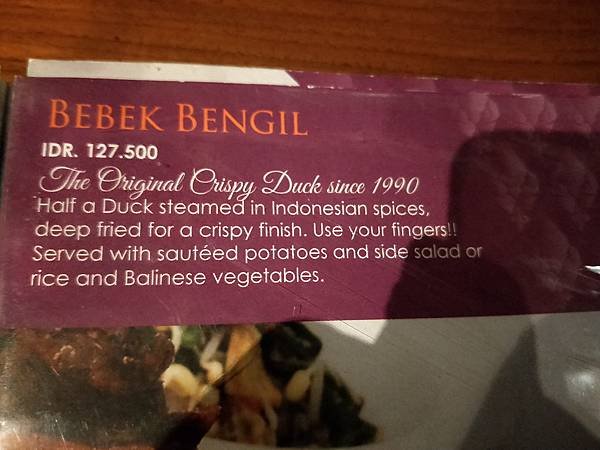 BEBEK BENGIL
IDR. 127.500
The Original Crispy Duck since 1990
Half a Duck steamed in Indonesian spices,
deep fried for a crispy finish. Use your fingers!!
Served with sautéed potatoes and side salad or
rice and Balinese vegetables.